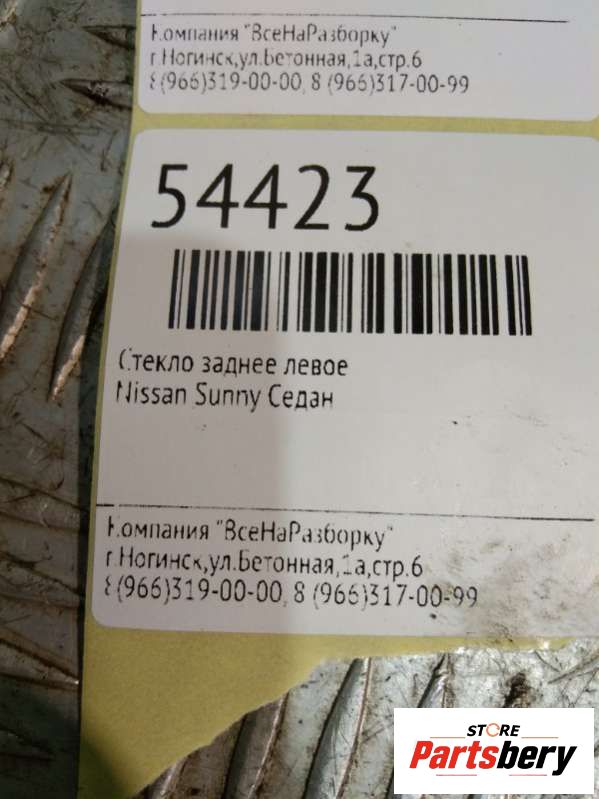 Компания "ВсеНаРазборку"
г.Ногинск,ул.Бетонная,1а,стр.6
8(966)319-00-00, 8 (966)317-00-99
54423
Стекло заднее левое
Nissan Sunny Седан
Компания "ВсеНаРазборку"
г.Ногинск,ул.Бетонная,1а,стр.6
8(966)319-00-00, 8 (966)317-00-99
STORE
Partsbery